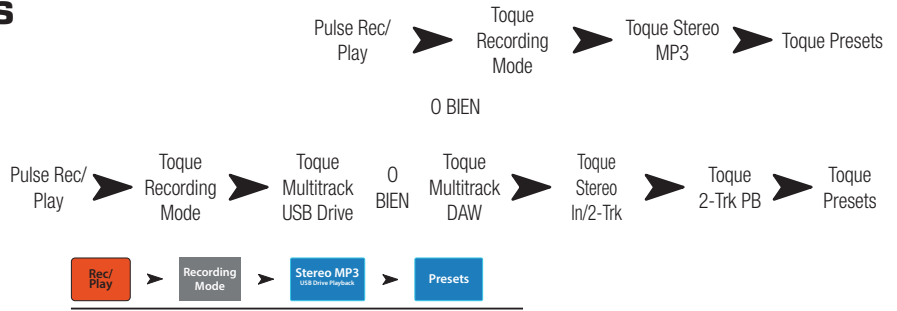 s
Pulse Rec/
Play
Toque
Recording
Mode
Toque Stereo
MP3
Toque Presets
O BIEN
Pulse Rec/
Play
Toque
Recording
Mode
Toque
Multitrack
USB Drive
O
BIEN
Toque
Multitrack
DAW
Toque
Stereo
In/2-Trk
Toque
2-Trk PB
Toque
Presets
Rec/
Play
Recording
Mode
Stereo MP3
USB Drive Playback
Presets